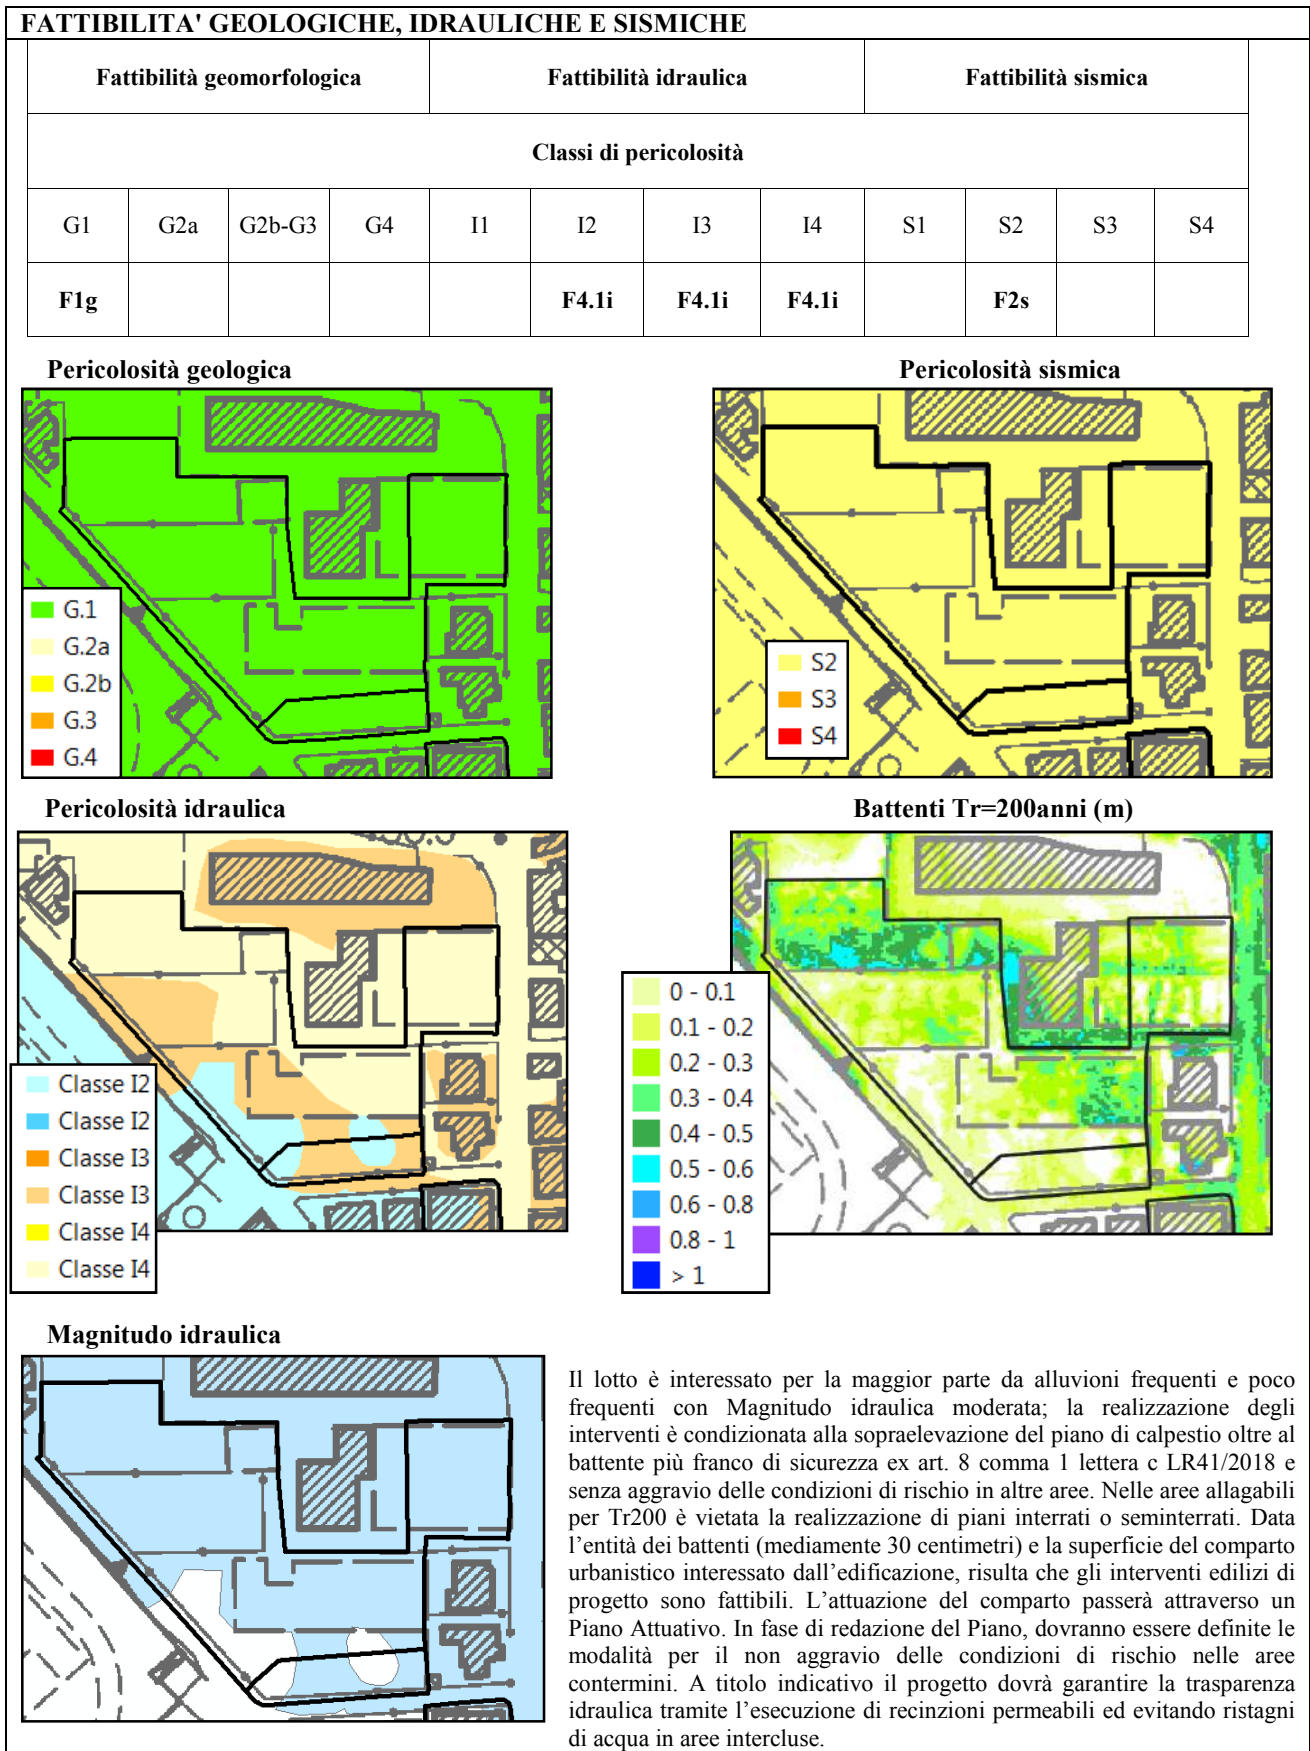 FATTIBILITA' GEOLOGICHE, IDRAULICHE E SISMICHE
Fattibilità geomorfologica Fattibilità idraulica Fattibilità sismica
Classi di pericolosità
G1 G2a G2b-G3 G4 I1 I2 I3 I4 S1 S2 S3 S4
F1g F4.1i F4.1i F4.1i F2s
Pericolosità geologica
G.1
G.2a
G.2b
G.3
G.4
Pericolosità sismica
S2
S3
S4
Pericolosità idraulica
Classe I2
Classe I2
Classe I3
Classe I3
Classe I4
Classe I4
Battenti Tr=200anni (m)
0 - 0.1
0.1 - 0.2
0.2 - 0.3
0.3 - 0.4
0.4 - 0.5
0.5 - 0.6
0.6 - 0.8
0.8 - 1
> 1
Magnitudo idraulica
Il lotto è interessato per la maggior parte da alluvioni frequenti e poco
frequenti con Magnitudo idraulica moderata; la realizzazione degli
interventi è condizionata alla sopraelevazione del piano di calpestio oltre al
battente più franco di sicurezza ex art. 8 comma 1 lettera c LR41/2018 e
senza aggravio delle condizioni di rischio in altre aree. Nelle aree allagabili
per Tr200 è vietata la realizzazione di piani interrati o seminterrati. Data
l'entità dei battenti (mediamente 30 centimetri) e la superficie del comparto
urbanistico interessato dall'edificazione, risulta che gli interventi edilizi di
progetto sono fattibili. L'attuazione del comparto passerà attraverso un
Piano Attuativo. In fase di redazione del Piano, dovranno essere definite le
modalità per il non aggravio delle condizioni di rischio nelle aree
contermini. A titolo indicativo il progetto dovrà garantire la trasparenza
idraulica tramite l'esecuzione di recinzioni permeabili ed evitando ristagni
di acqua in aree intercluse.